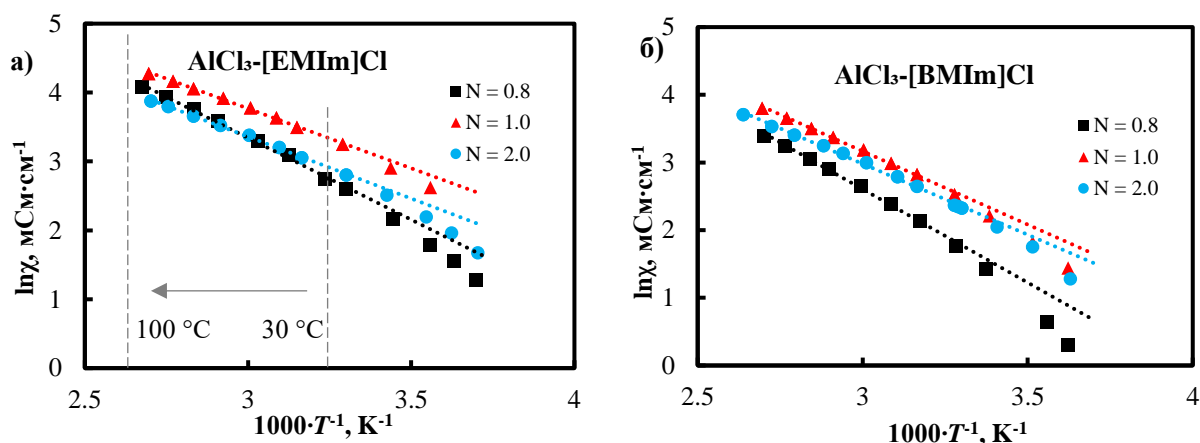 а)
AlCl₃-[EMIm]Cl
N = 0.8
N = 1.0
N = 2.0
100 °C
30 °C
lnχ, мСм·см⁻¹
5
4
3
2
1
0
2.5
3
3.5
4
1000·T⁻¹, K⁻¹
б)
AlCl₃-[BMIm]Cl
N = 0.8
N = 1.0
N = 2.0
lnχ, мСм·см⁻¹
5
4
3
2
1
0
2.5
3
3.5
4
1000·T⁻¹, K⁻¹